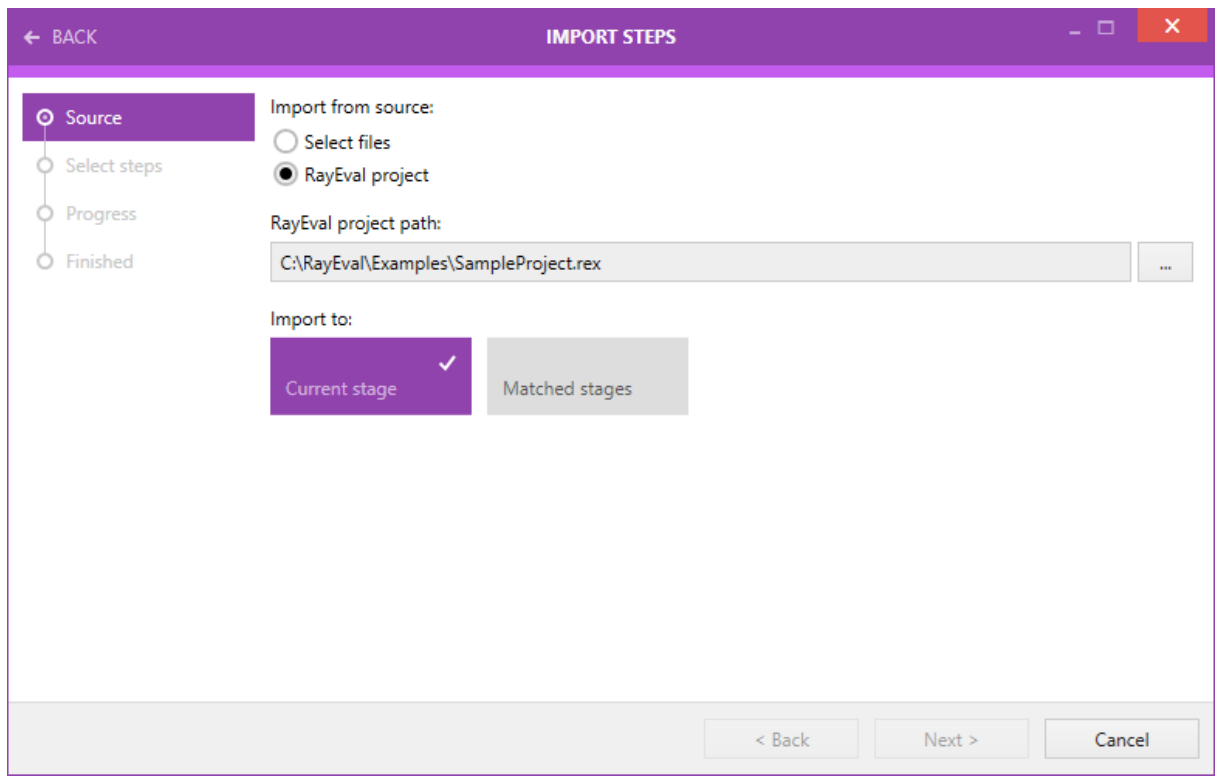 BACK
IMPORT STEPS
Source
Select steps
Progress
Finished
Import from source:
Select files
RayEval project
RayEval project path:
C:\RayEval\Examples\SampleProject.rex
...
Import to:
Current stage
Matched stages
< Back
Next >
Cancel